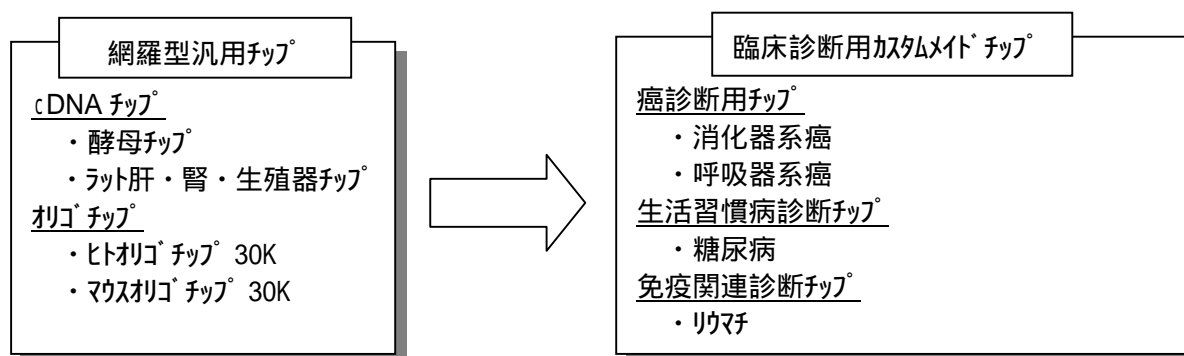 網羅型汎用ﾁｯﾌﾟ
cDNA ﾁｯﾌﾟ
・酵母ﾁｯﾌﾟ
・ﾗｯﾄ肝・腎・生殖器ﾁｯﾌﾟ
ｵﾘｺﾞﾁｯﾌﾟ
・ﾋﾄｵﾘｺﾞﾁｯﾌﾟ 30K
・ﾏｳｽｵﾘｺﾞﾁｯﾌﾟ 30K
臨床診断用ｶｽﾀﾑﾒｲﾄﾞﾁｯﾌﾟ
癌診断用ﾁｯﾌﾟ
・消化器系癌
・呼吸器系癌
生活習慣病診断ﾁｯﾌﾟ
・糖尿病
免疫関連診断ﾁｯﾌﾟ
・ﾘｳﾏﾁ